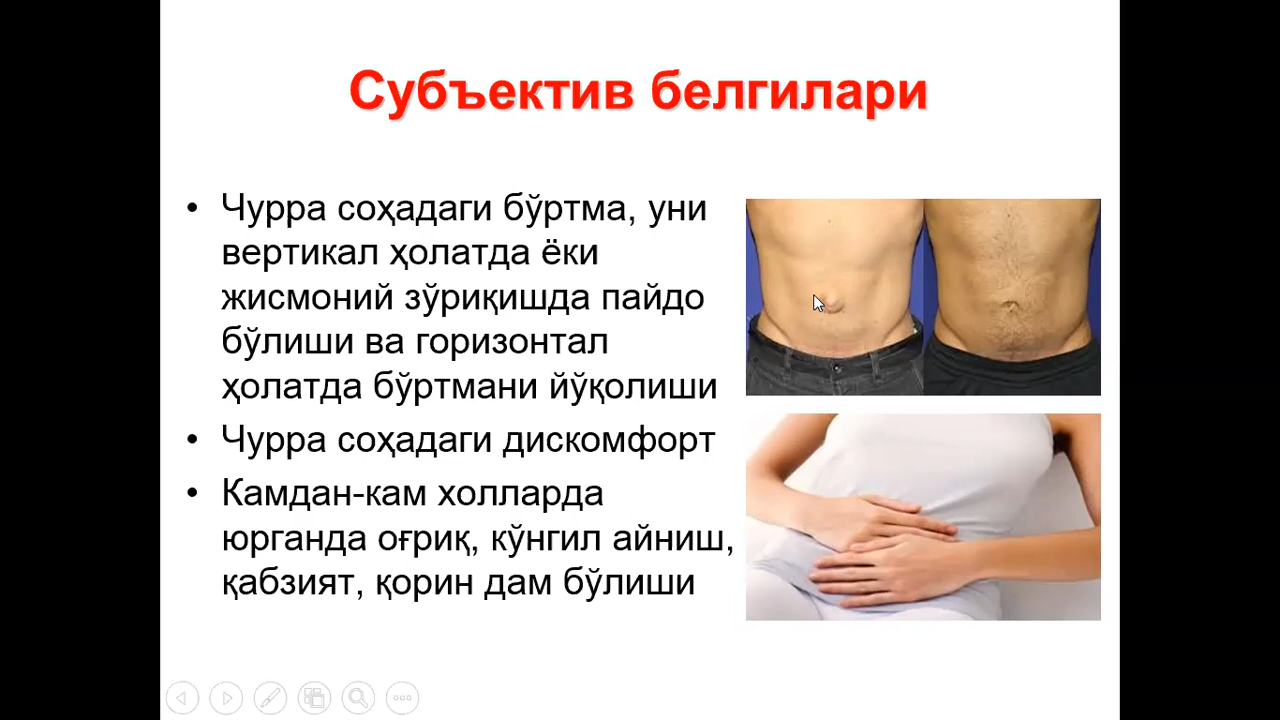 Субъектив белгилари
• Чурра соҳадаги бўртма, уни
вертикал ҳолатда ёки
жисмоний зўриқишда пайдо
бўлиши ва горизонтал
ҳолатда бўртмани йўқолиши
• Чурра соҳадаги дискомфорт
• Камдан-кам холларда
юрганда оғриқ, кўнгил айниш,
қабзият, қорин дам бўлиши